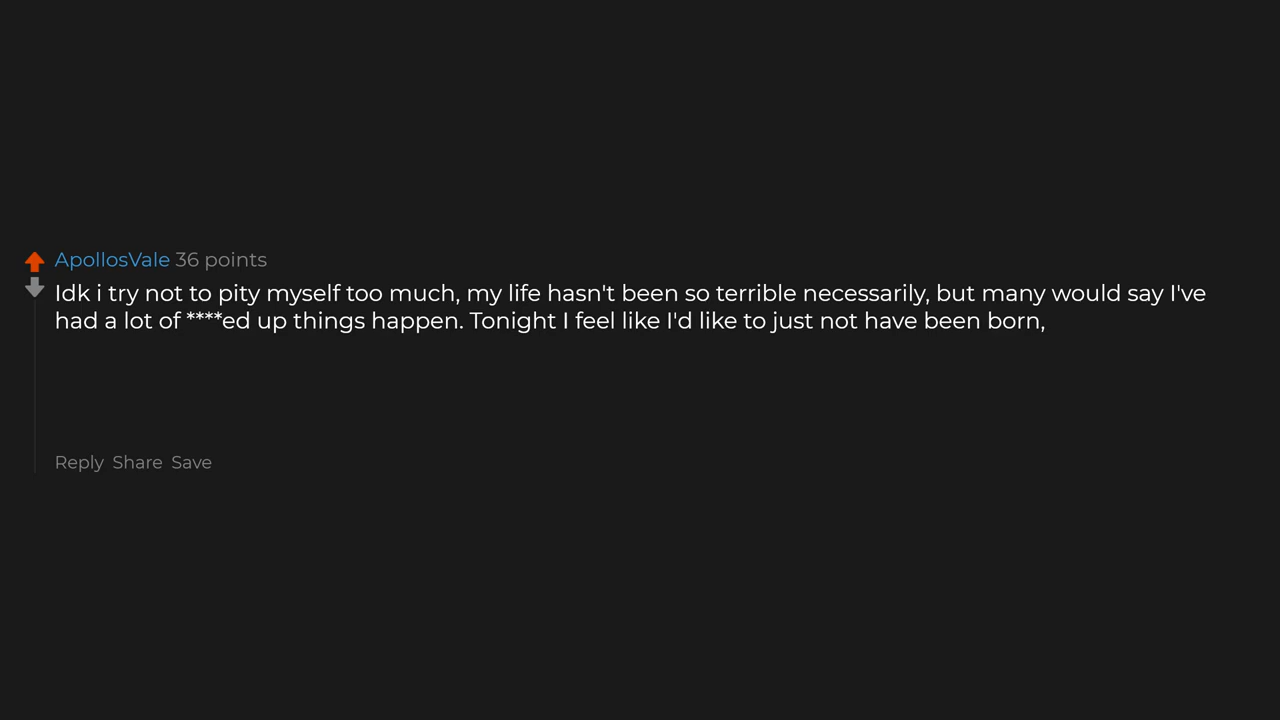 ApollosVale 36 points
Idk i try not to pity myself too much, my life hasn't been so terrible necessarily, but many would say I've
had a lot of ****ed up things happen. Tonight I feel like I'd like to just not have been born,
Reply Share Save